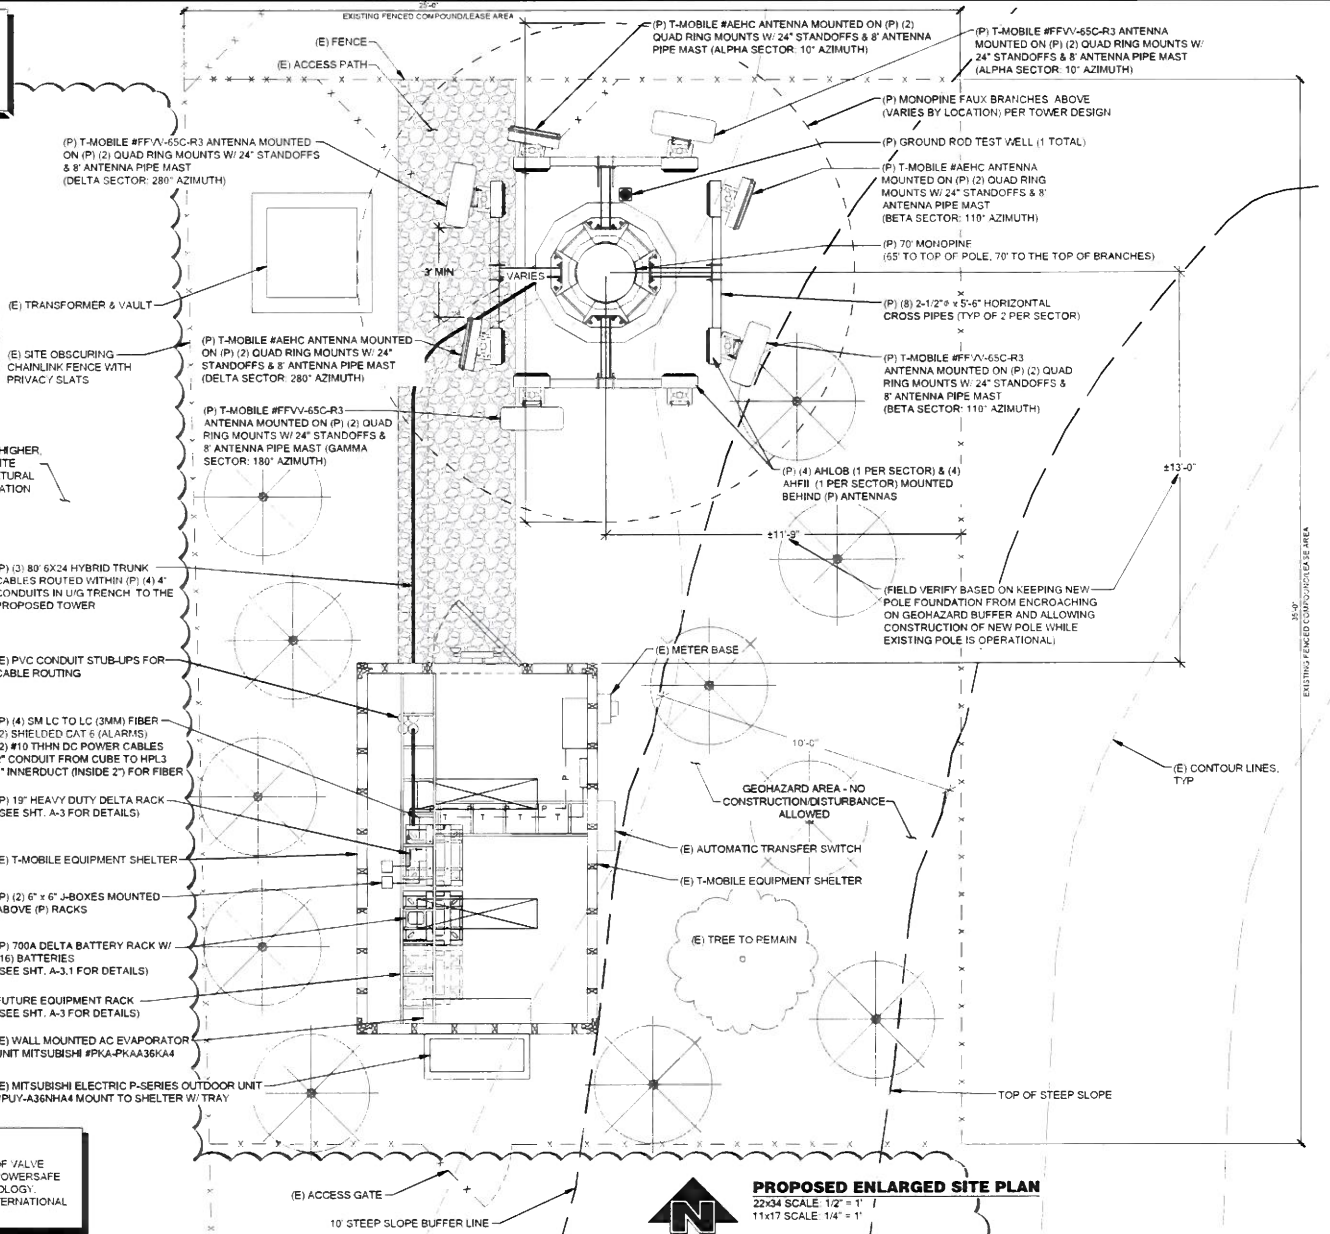 25'-0"
EXISTING FENCED COMPOUND/LEASE AREA
(E) FENCE
(E) ACCESS PATH
(P) T-MOBILE #AEHC ANTENNA MOUNTED ON (P) (2)
QUAD RING MOUNTS W/ 24" STANDOFFS & 8' ANTENNA
PIPE MAST (ALPHA SECTOR: 10° AZIMUTH)
(P) T-MOBILE #FFVV-65C-R3 ANTENNA
MOUNTED ON (P) (2) QUAD RING MOUNTS W/
24" STANDOFFS & 8' ANTENNA PIPE MAST
(ALPHA SECTOR: 10° AZIMUTH)
(P) MONOPINE FAUX BRANCHES ABOVE
(VARIES BY LOCATION) PER TOWER DESIGN
(P) GROUND ROD TEST WELL (1 TOTAL)
(P) T-MOBILE #AEHC ANTENNA
MOUNTED ON (P) (2) QUAD RING
MOUNTS W/ 24" STANDOFFS & 8'
ANTENNA PIPE MAST
(BETA SECTOR: 110° AZIMUTH)
(P) 70' MONOPINE
(65' TO TOP OF POLE, 70' TO THE TOP OF BRANCHES)
(P) (8) 2-1/2"Φ x 5'-6" HORIZONTAL
CROSS PIPES (TYP OF 2 PER SECTOR)
(P) T-MOBILE #FFVV-65C-R3
ANTENNA MOUNTED ON (P) (2) QUAD
RING MOUNTS W/ 24" STANDOFFS &
8' ANTENNA PIPE MAST
(BETA SECTOR: 110° AZIMUTH)
(P) (4) AHLOB (1 PER SECTOR) & (4)
AHFII (1 PER SECTOR) MOUNTED
BEHIND (P) ANTENNAS
(P) T-MOBILE #FFVV-65C-R3 ANTENNA MOUNTED
ON (P) (2) QUAD RING MOUNTS W/ 24" STANDOFFS
& 8' ANTENNA PIPE MAST
(DELTA SECTOR: 280° AZIMUTH)
3' MIN
VARIES
(E) TRANSFORMER & VAULT
(E) SITE OBSCURING
CHAINLINK FENCE WITH
PRIVACY SLATS
(P) T-MOBILE #AEHC ANTENNA MOUNTED
ON (P) (2) QUAD RING MOUNTS W/ 24"
STANDOFFS & 8' ANTENNA PIPE MAST
(DELTA SECTOR: 280° AZIMUTH)
(P) T-MOBILE #FFVV-65C-R3
ANTENNA MOUNTED ON (P) (2) QUAD
RING MOUNTS W/ 24" STANDOFFS &
8' ANTENNA PIPE MAST (GAMMA
SECTOR: 180° AZIMUTH)
HIGHER,
ITE
TURAL
ATION
±13'-0"
±11'-9"
35'-0"
EXISTING FENCED COMPOUND/LEASE AREA
(FIELD VERIFY BASED ON KEEPING NEW
POLE FOUNDATION FROM ENCROACHING
ON GEOHAZARD BUFFER AND ALLOWING
CONSTRUCTION OF NEW POLE WHILE
EXISTING POLE IS OPERATIONAL)
P) (3) 80' 6X24 HYBRID TRUNK
CABLES ROUTED WITHIN (P) (4) 4"
CONDUITS IN U/G TRENCH TO THE
PROPOSED TOWER
E) PVC CONDUIT STUB-UPS FOR
CABLE ROUTING
(E) METER BASE
P) (4) SM LC TO LC (3MM) FIBER
2) SHIELDED CAT 6 (ALARMS)
2) #10 THHN DC POWER CABLES
2" CONDUIT FROM CUBE TO HPL3
1" INNERDUCT (INSIDE 2") FOR FIBER
P) 19" HEAVY DUTY DELTA RACK
SEE SHT. A-3 FOR DETAILS)
10'-0"
P
P
P
P
T
T
T
T
GEOHAZARD AREA - NO
CONSTRUCTION/DISTURBANCE
ALLOWED
(E) CONTOUR LINES,
TYP
E) T-MOBILE EQUIPMENT SHELTER
(E) AUTOMATIC TRANSFER SWITCH
(E) T-MOBILE EQUIPMENT SHELTER
P) (2) 6" x 6" J-BOXES MOUNTED
ABOVE (P) RACKS
(E) TREE TO REMAIN
P) 700A DELTA BATTERY RACK W/
16) BATTERIES
SEE SHT. A-3.1 FOR DETAILS)
FUTURE EQUIPMENT RACK
SEE SHT. A-3 FOR DETAILS)
E) WALL MOUNTED AC EVAPORATOR
UNIT MITSUBISHI #PKA-PKAA36KA4
E) MITSUBISHI ELECTRIC P-SERIES OUTDOOR UNIT
#PUY-A36NHA4 MOUNT TO SHELTER W/ TRAY
TOP OF STEEP SLOPE
OF VALVE
OWERSAFE
OLOGY.
ERNATIONAL
(E) ACCESS GATE
10' STEEP SLOPE BUFFER LINE
N
PROPOSED ENLARGED SITE PLAN
22x34 SCALE: 1/2" = 1'
11x17 SCALE: 1/4" = 1'